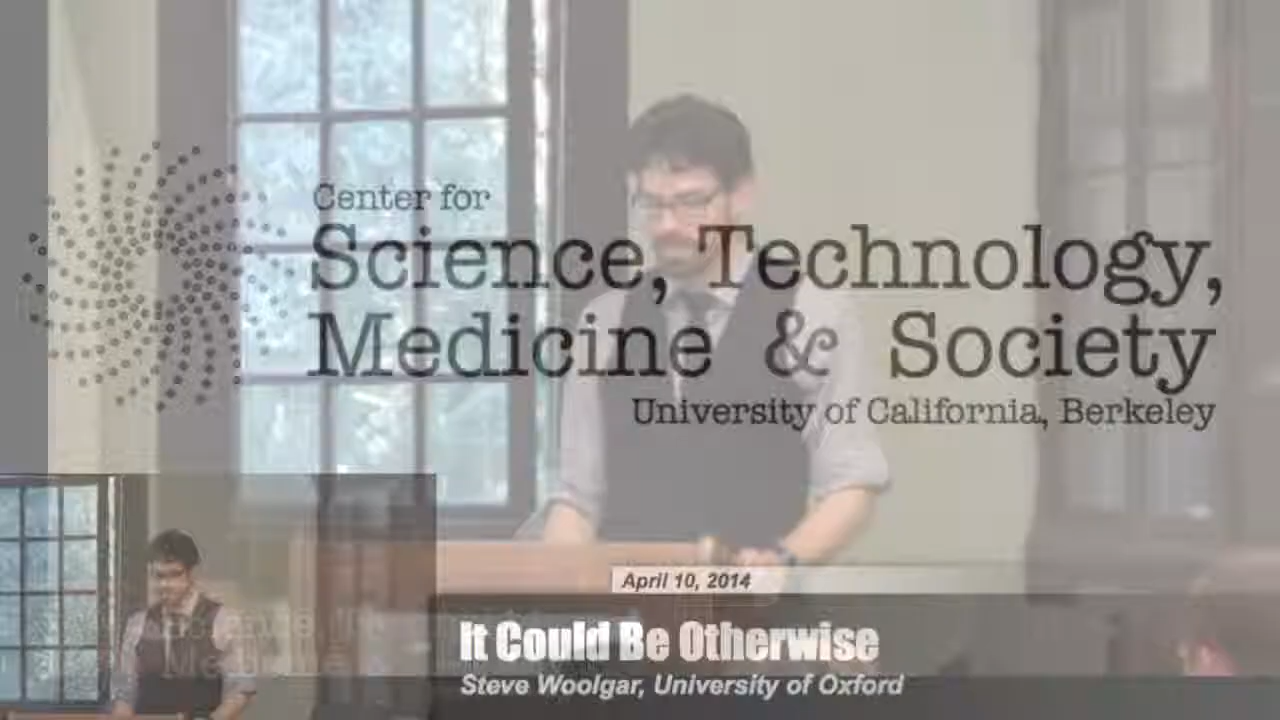 Center for
Science, Technology,
Medicine & Society
University of California, Berkeley
April 10, 2014
It Could Be Otherwise
Steve Woolgar, University of Oxford